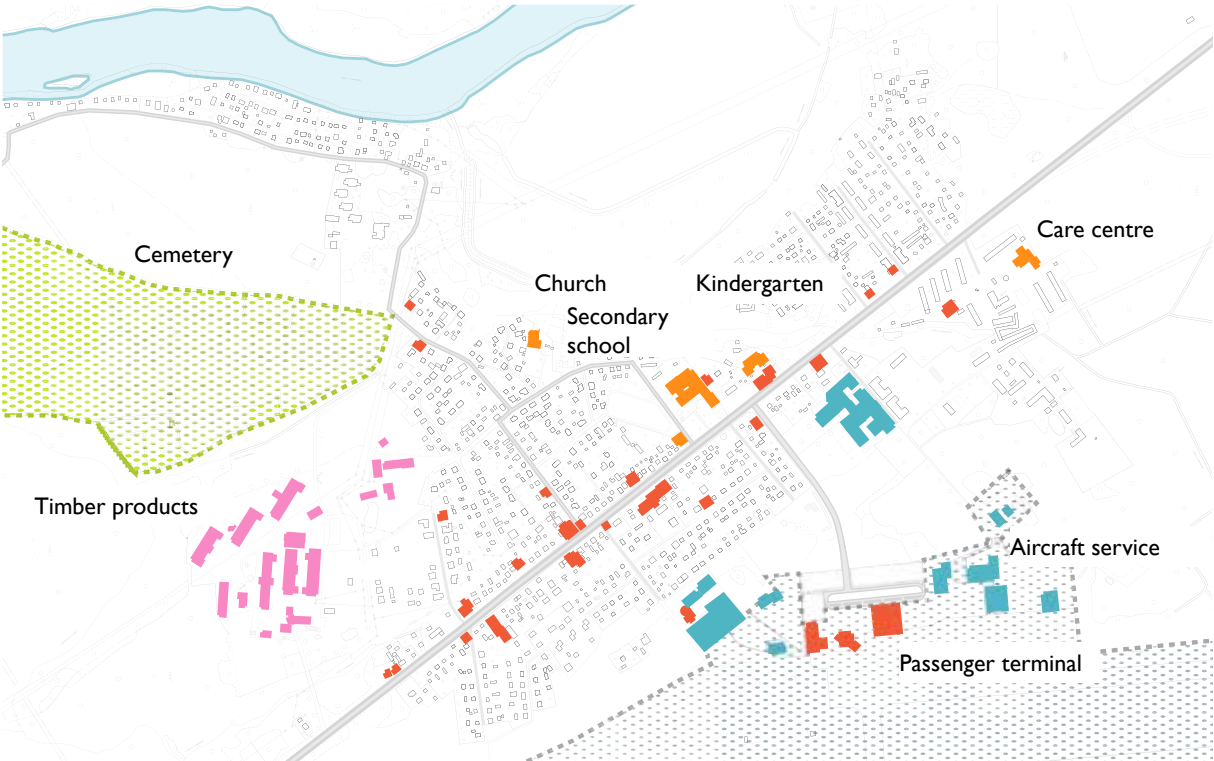 Care centre
Cemetery
Church
Kindergarten
Secondary
school
Timber products
Aircraft service
Passenger terminal